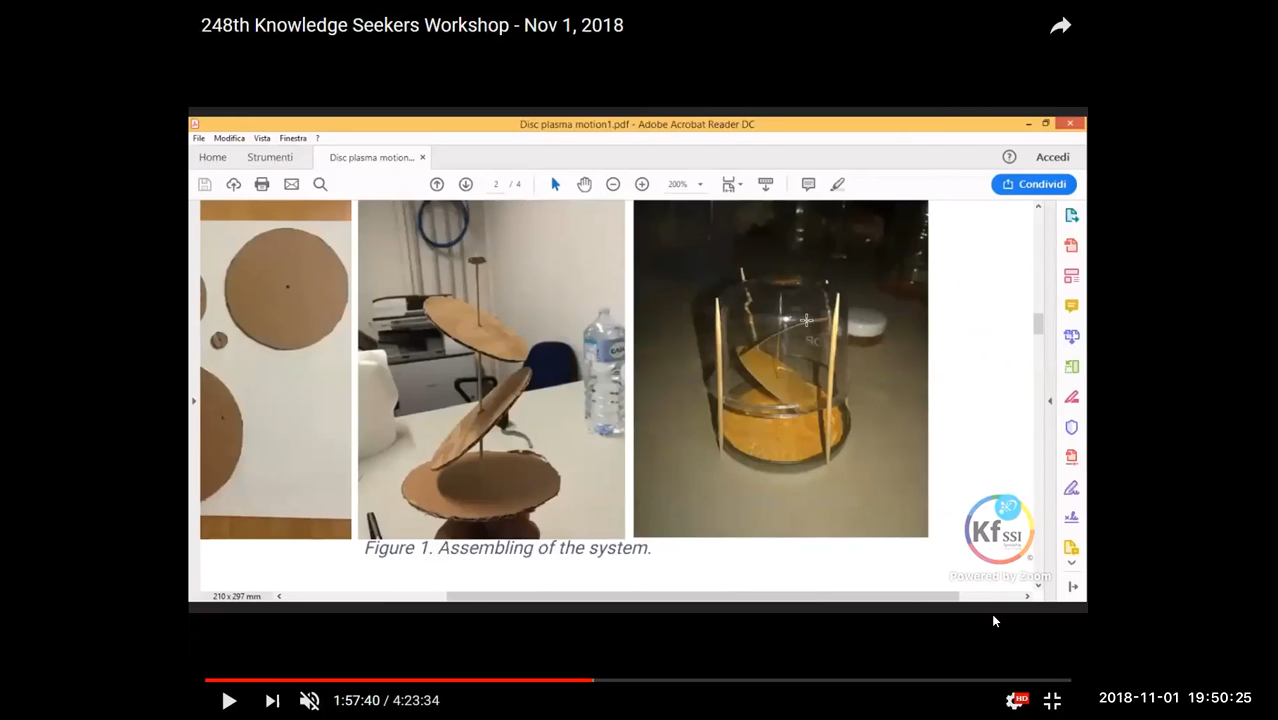 248th Knowledge Seekers Workshop - Nov 1, 2018
Disc plasma motion1.pdf - Adobe Acrobat Reader DC
File Modifica Vista Finestra ?
Home Strumenti Disc plasma motion... × Accedi
2 / 4 200% Condividi
Figure 1. Assembling of the system.
Kf SSI
Powered by Zoom
210 x 297 mm
1:57:40 / 4:23:34 HD 2018-11-01 19:50:25